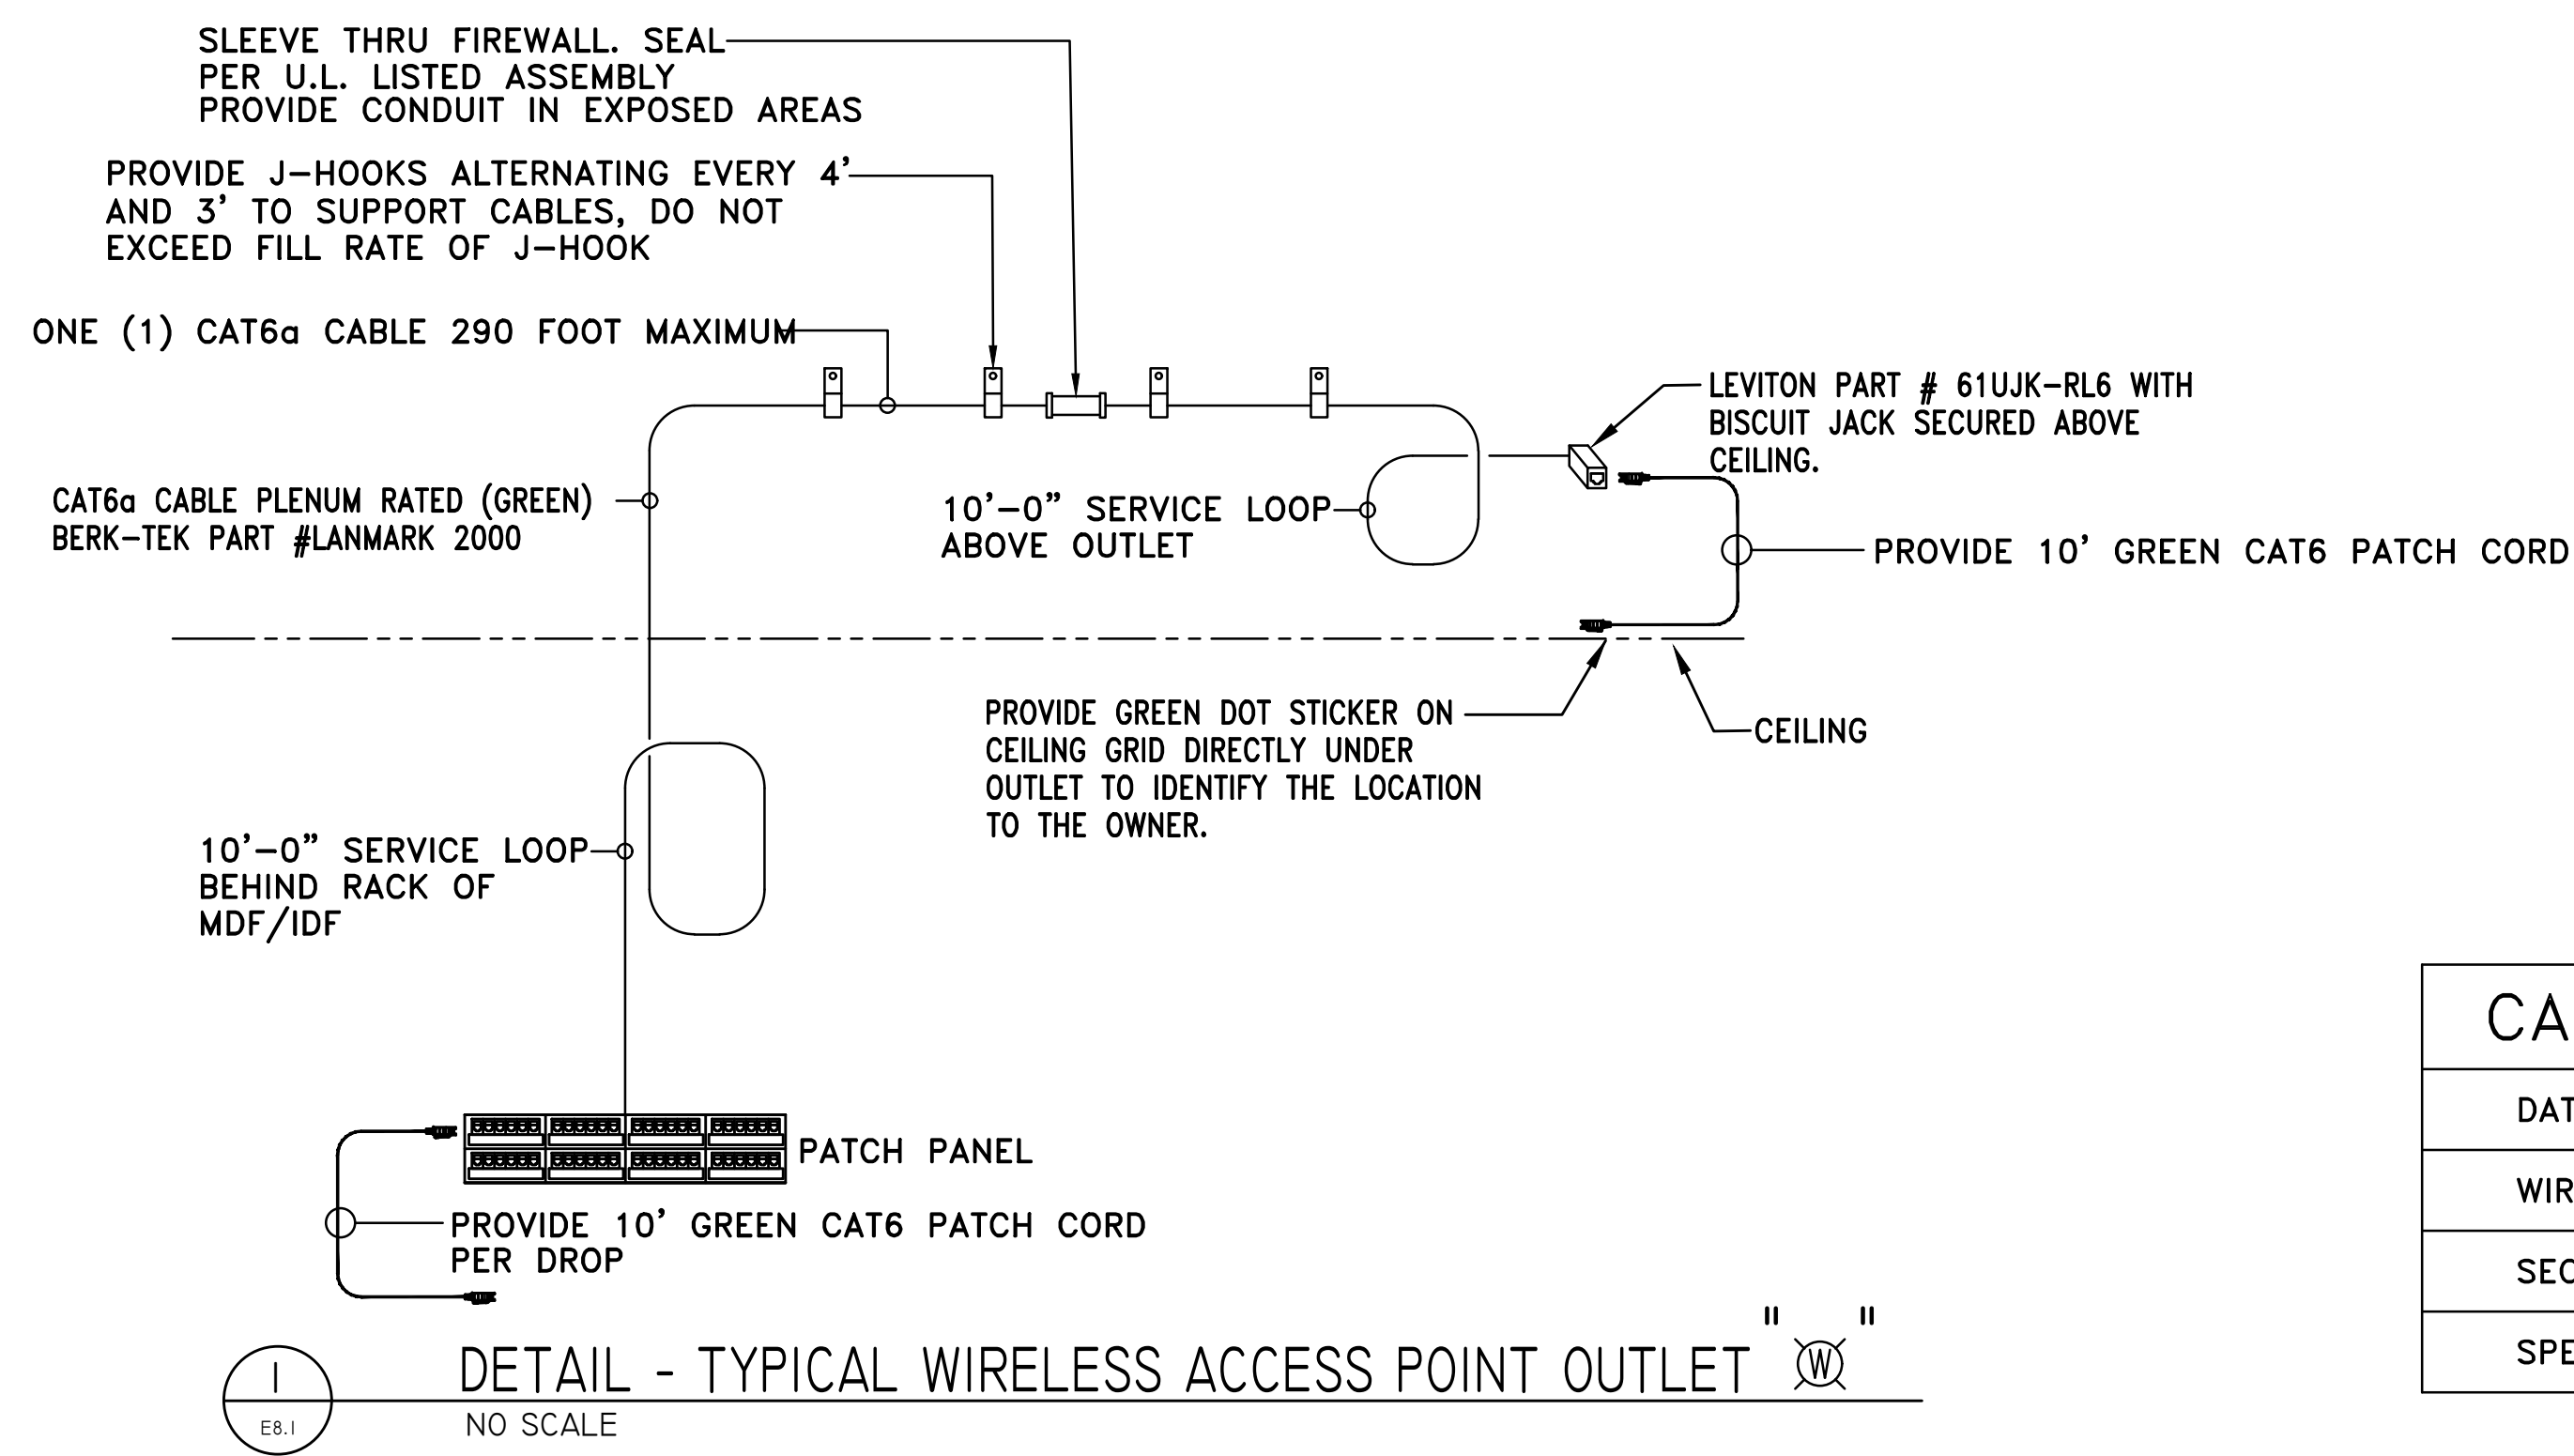 SLEEVE THRU FIREWALL. SEAL
PER U.L. LISTED ASSEMBLY
PROVIDE CONDUIT IN EXPOSED AREAS
PROVIDE J-HOOKS ALTERNATING EVERY 4'
AND 3' TO SUPPORT CABLES, DO NOT
EXCEED FILL RATE OF J-HOOK
ONE (1) CAT6a CABLE 290 FOOT MAXIMUM
LEVITON PART # 61UJK-RL6 WITH
BISCUIT JACK SECURED ABOVE
CEILING.
CAT6a CABLE PLENUM RATED (GREEN)
BERK-TEK PART #LANMARK 2000
10'-0" SERVICE LOOP
ABOVE OUTLET
PROVIDE 10' GREEN CAT6 PATCH CORD
PROVIDE GREEN DOT STICKER ON
CEILING GRID DIRECTLY UNDER
OUTLET TO IDENTIFY THE LOCATION
TO THE OWNER.
CEILING
10'-0" SERVICE LOOP
BEHIND RACK OF
MDF/IDF
PATCH PANEL
PROVIDE 10' GREEN CAT6 PATCH CORD
PER DROP
CA
DAT
WIR
SEC
SPE
1
E8.1
DETAIL - TYPICAL WIRELESS ACCESS POINT OUTLET "W"
NO SCALE